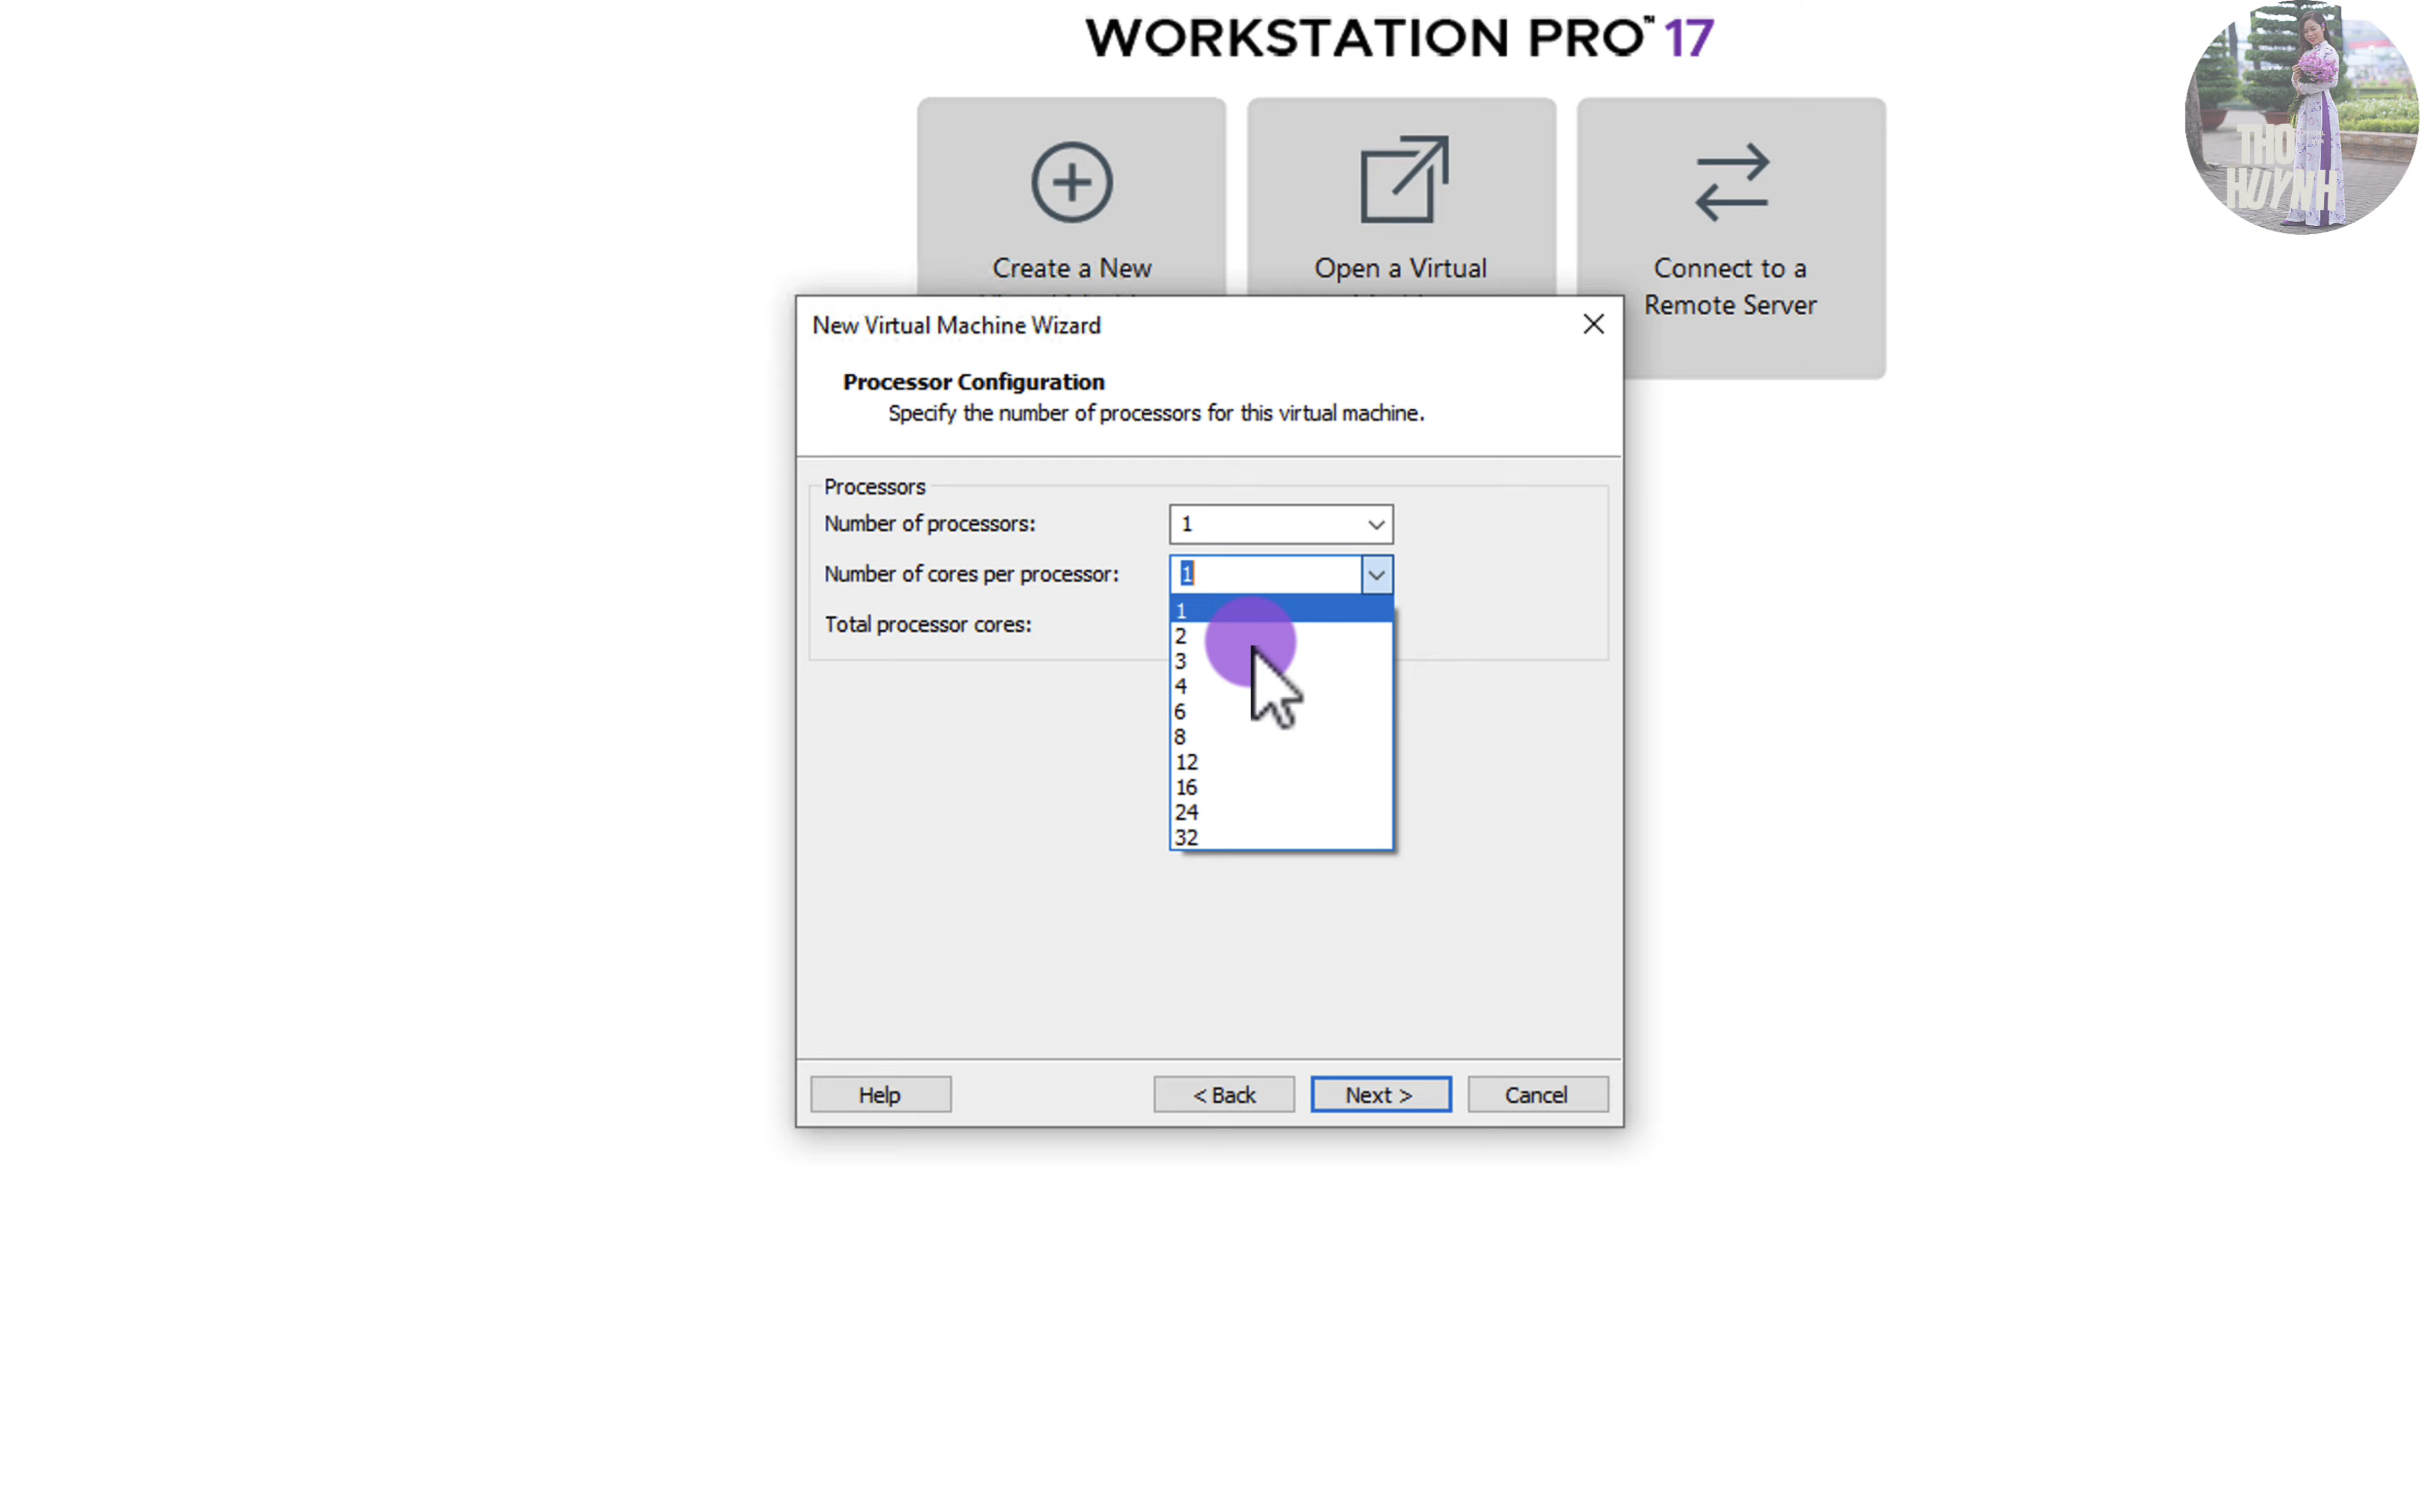 WORKSTATION PRO™ 17
THO
HUYNH
Create a New
Open a Virtual
Connect to a
Remote Server
New Virtual Machine Wizard
Processor Configuration
Specify the number of processors for this virtual machine.
Processors
Number of processors:
1
Number of cores per processor:
1
Total processor cores:
1
2
3
4
6
8
12
16
24
32
Help
< Back
Next >
Cancel